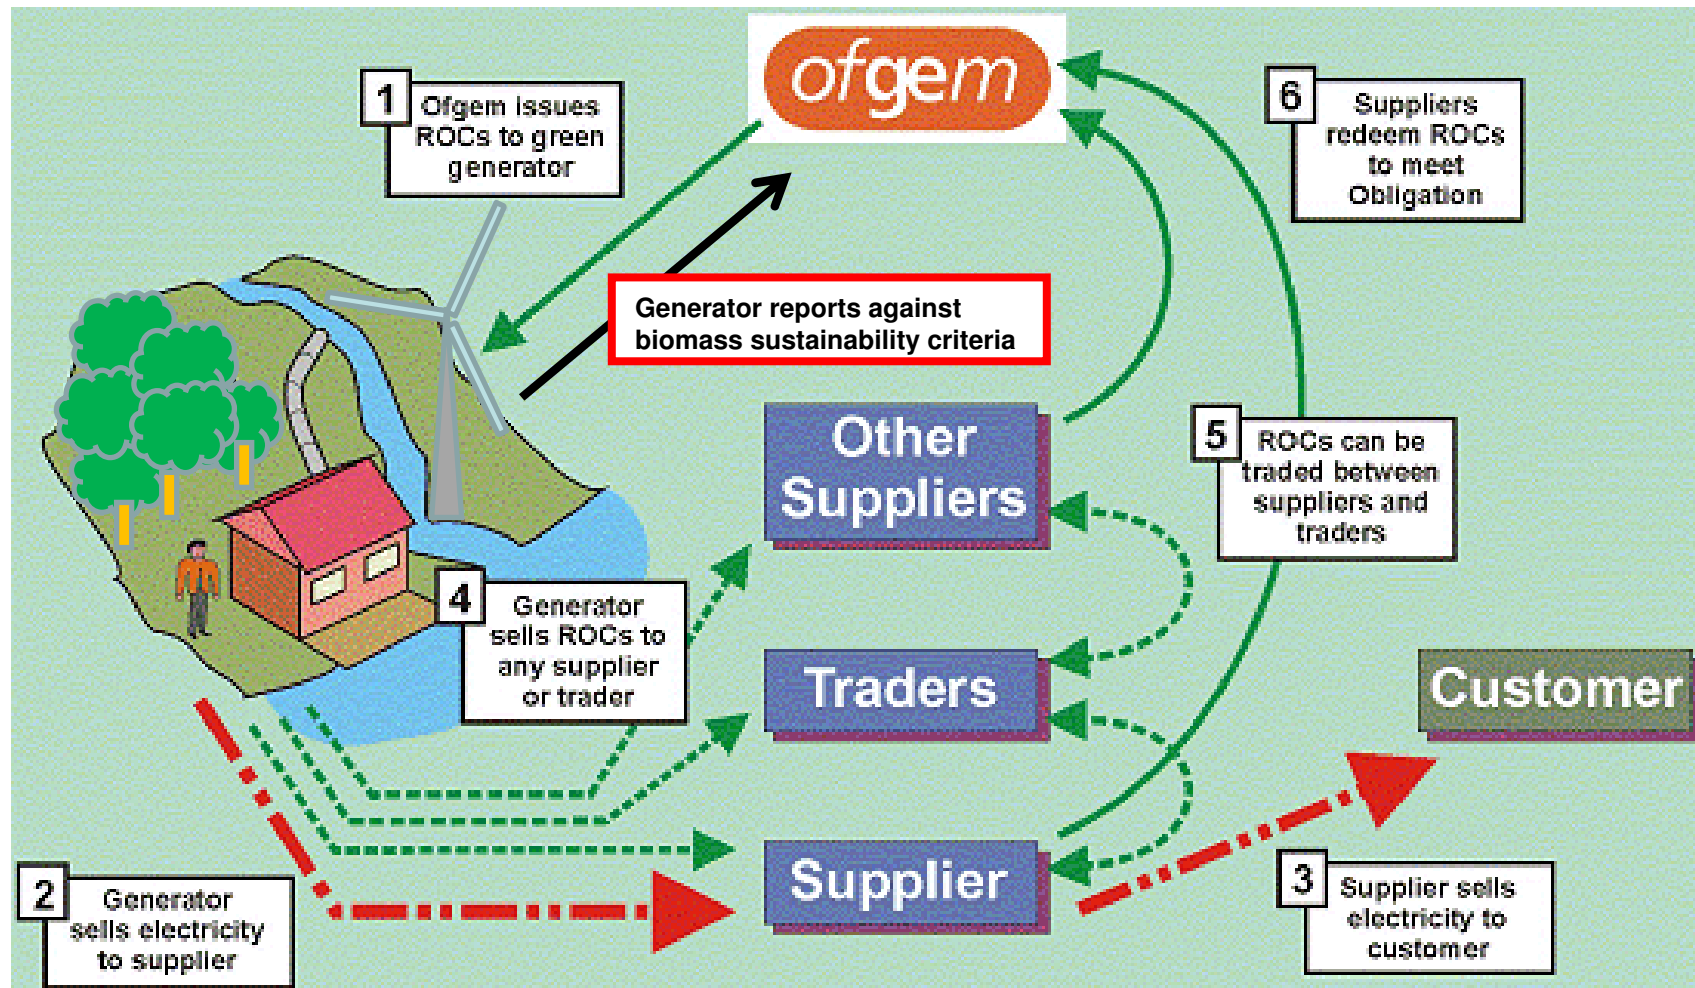 ofgem
1
Ofgem issues
ROCs to green
generator
6
Suppliers
redeem ROCs
to meet
Obligation
Generator reports against
biomass sustainability criteria
Other
Suppliers
5
ROCs can be
traded between
suppliers and
traders
4
Generator
sells ROCs to
any supplier
or trader
Traders
Customer
Supplier
2
Generator
sells electricity
to supplier
3
Supplier sells
electricity to
customer